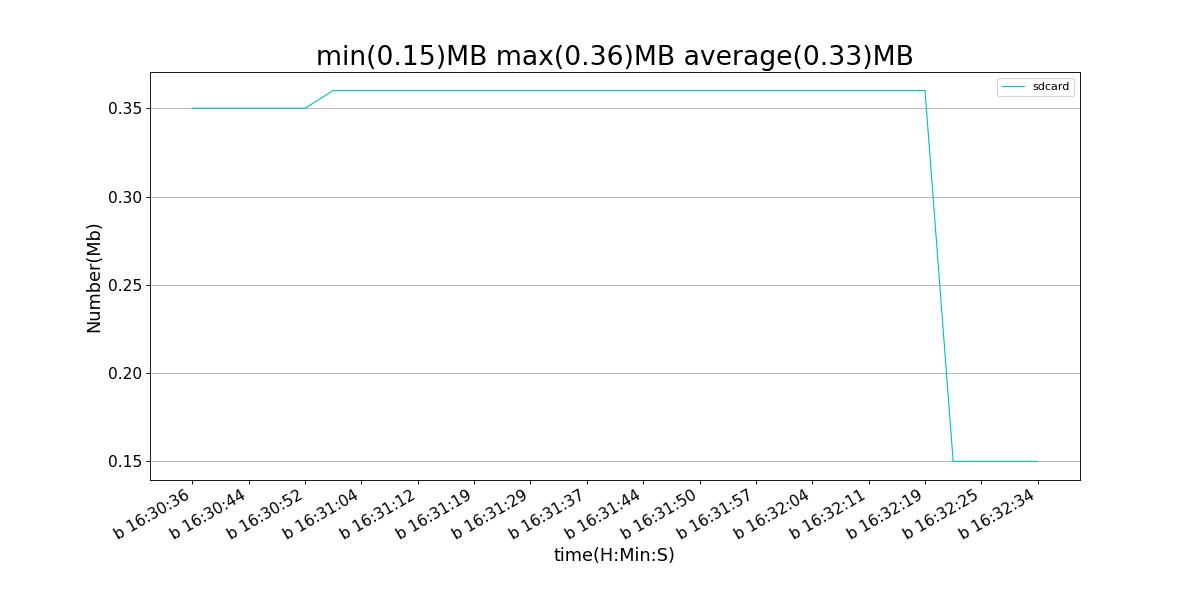 min(0.15)MB max(0.36)MB average(0.33)MB
sdcard
0.35
0.30
0.25
0.20
0.15
Number(Mb)
b 16:30:36
b 16:30:44
b 16:30:52
b 16:31:04
b 16:31:12
b 16:31:19
b 16:31:29
b 16:31:37
b 16:31:44
b 16:31:50
b 16:31:57
b 16:32:04
b 16:32:11
b 16:32:19
b 16:32:25
b 16:32:34
time(H:Min:S)